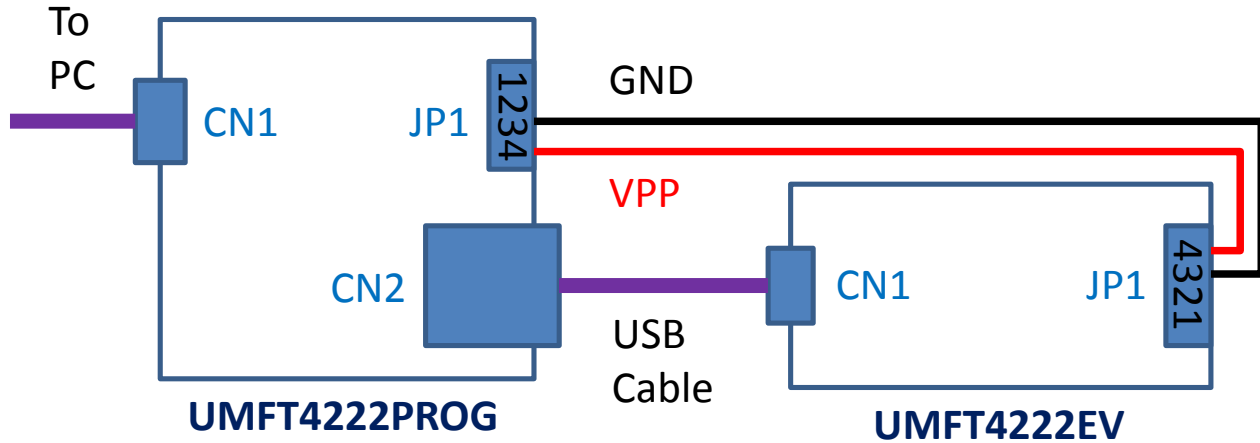 To
PC
CN1
JP1
1234
GND
VPP
CN2
USB
Cable
CN1
JP1
4321
UMFT4222PROG
UMFT4222EV